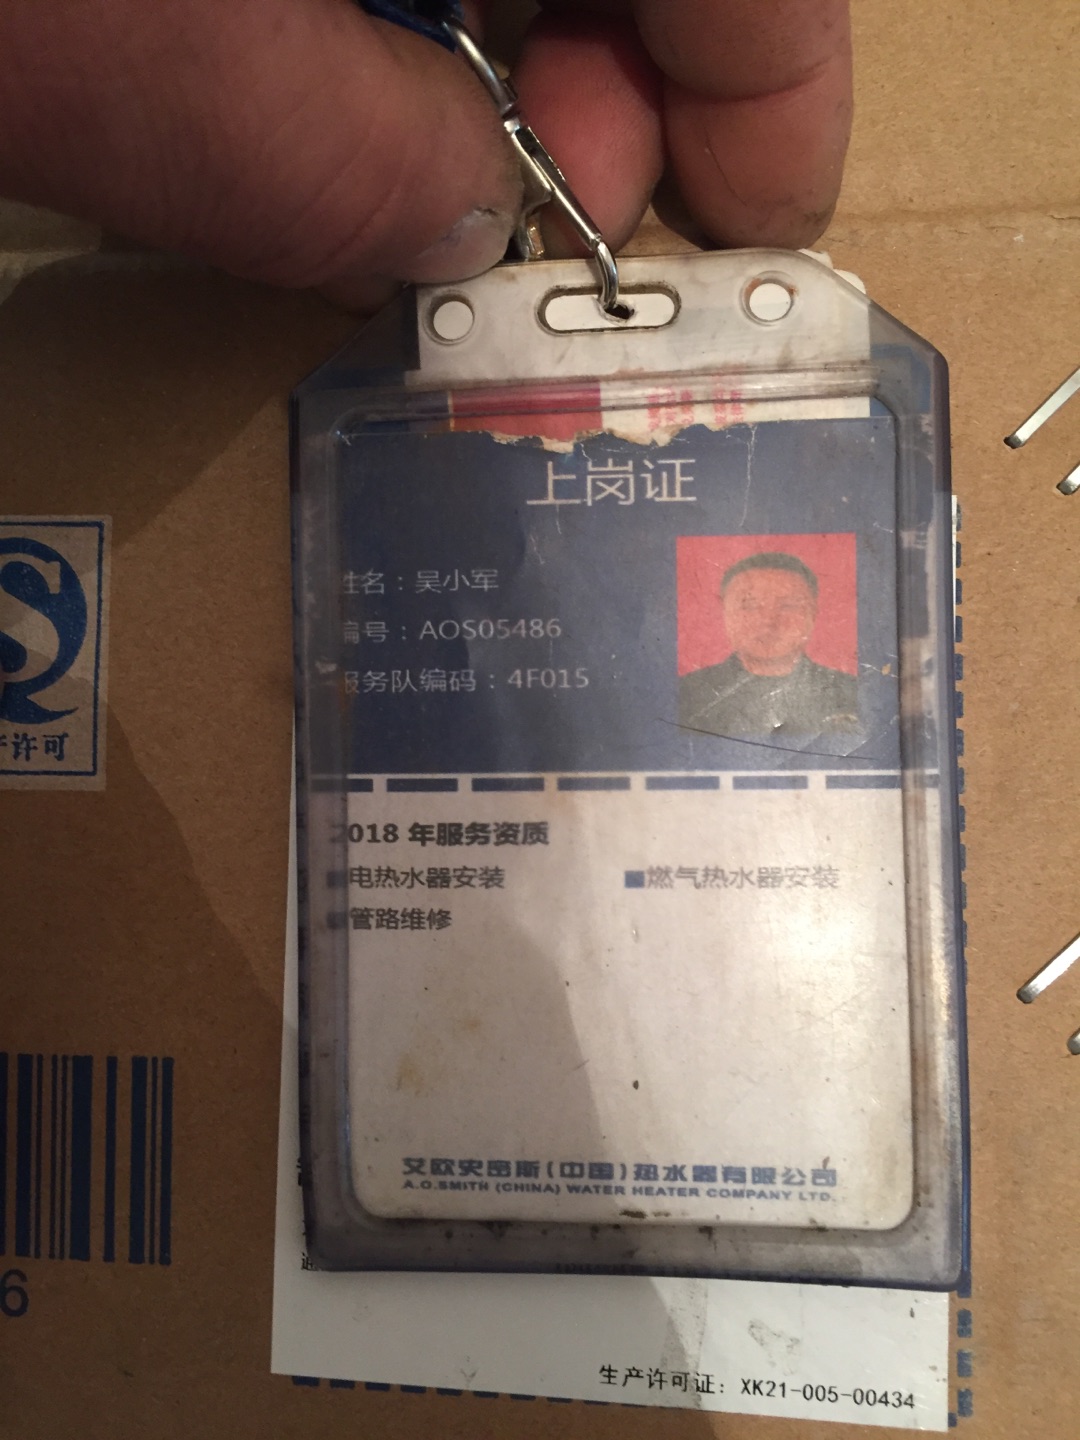 上岗证
姓名：吴小军
编号：AOS05486
服务队编码：4F015
2018 年服务资质
电热水器安装
燃气热水器安装
管路维修
艾欧史密斯(中国)热水器有限公司
A.O.SMITH (CHINA) WATER HEATER COMPANY LTD.
许可
6
通
生产许可证：XK21-005-00434